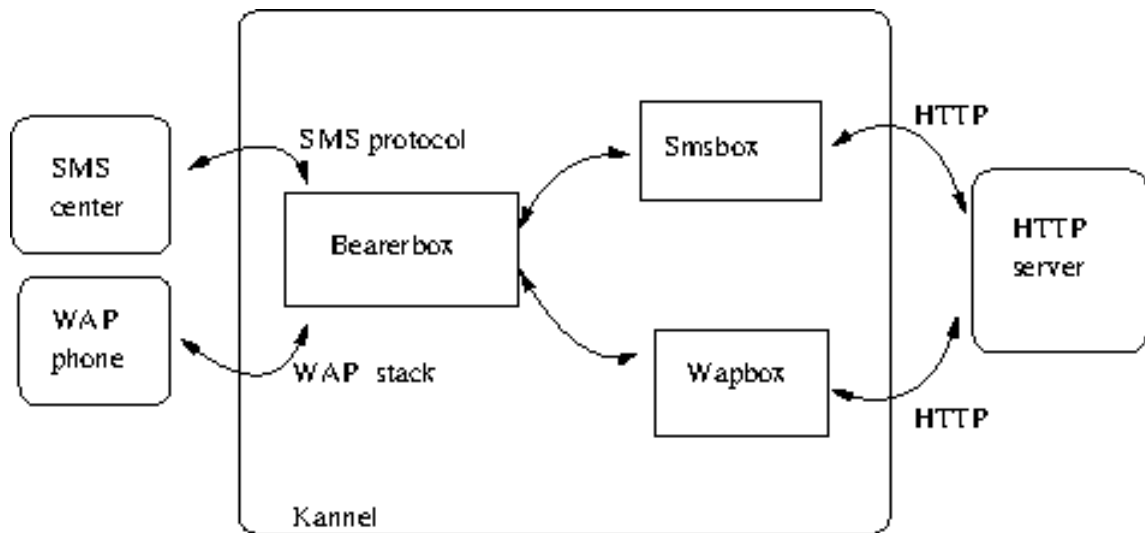 HTTP
SMS protocol
Smsbox
SMS
center
Bearerbox
HTTP
server
WAP
phone
WAP stack
Wapbox
HTTP
Kannel